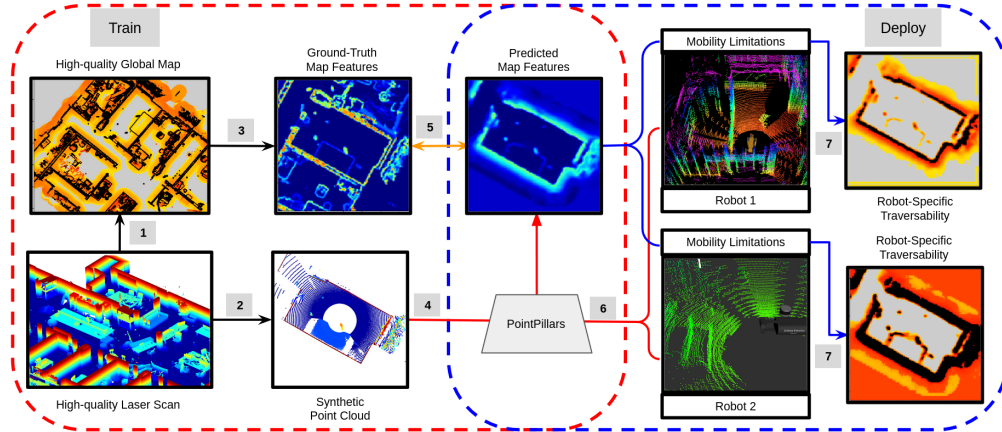 Train
Deploy
High-quality Global Map
Ground-Truth
Map Features
Predicted
Map Features
Mobility Limitations
3
5
7
Robot 1
Robot-Specific
Traversability
1
Mobility Limitations
Robot-Specific
Traversability
2
4
PointPillars
6
7
High-quality Laser Scan
Synthetic
Point Cloud
Robot 2